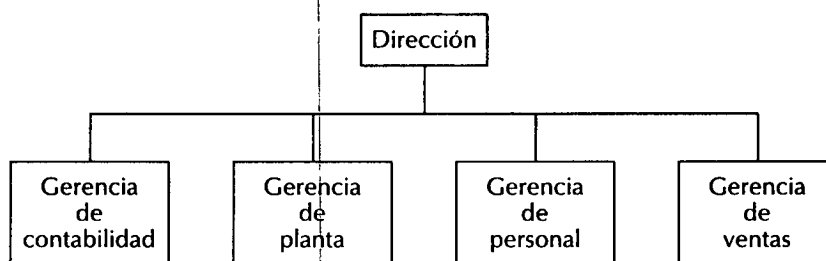 Dirección
Gerencia
de
contabilidad
Gerencia
de
planta
Gerencia
de
personal
Gerencia
de
ventas